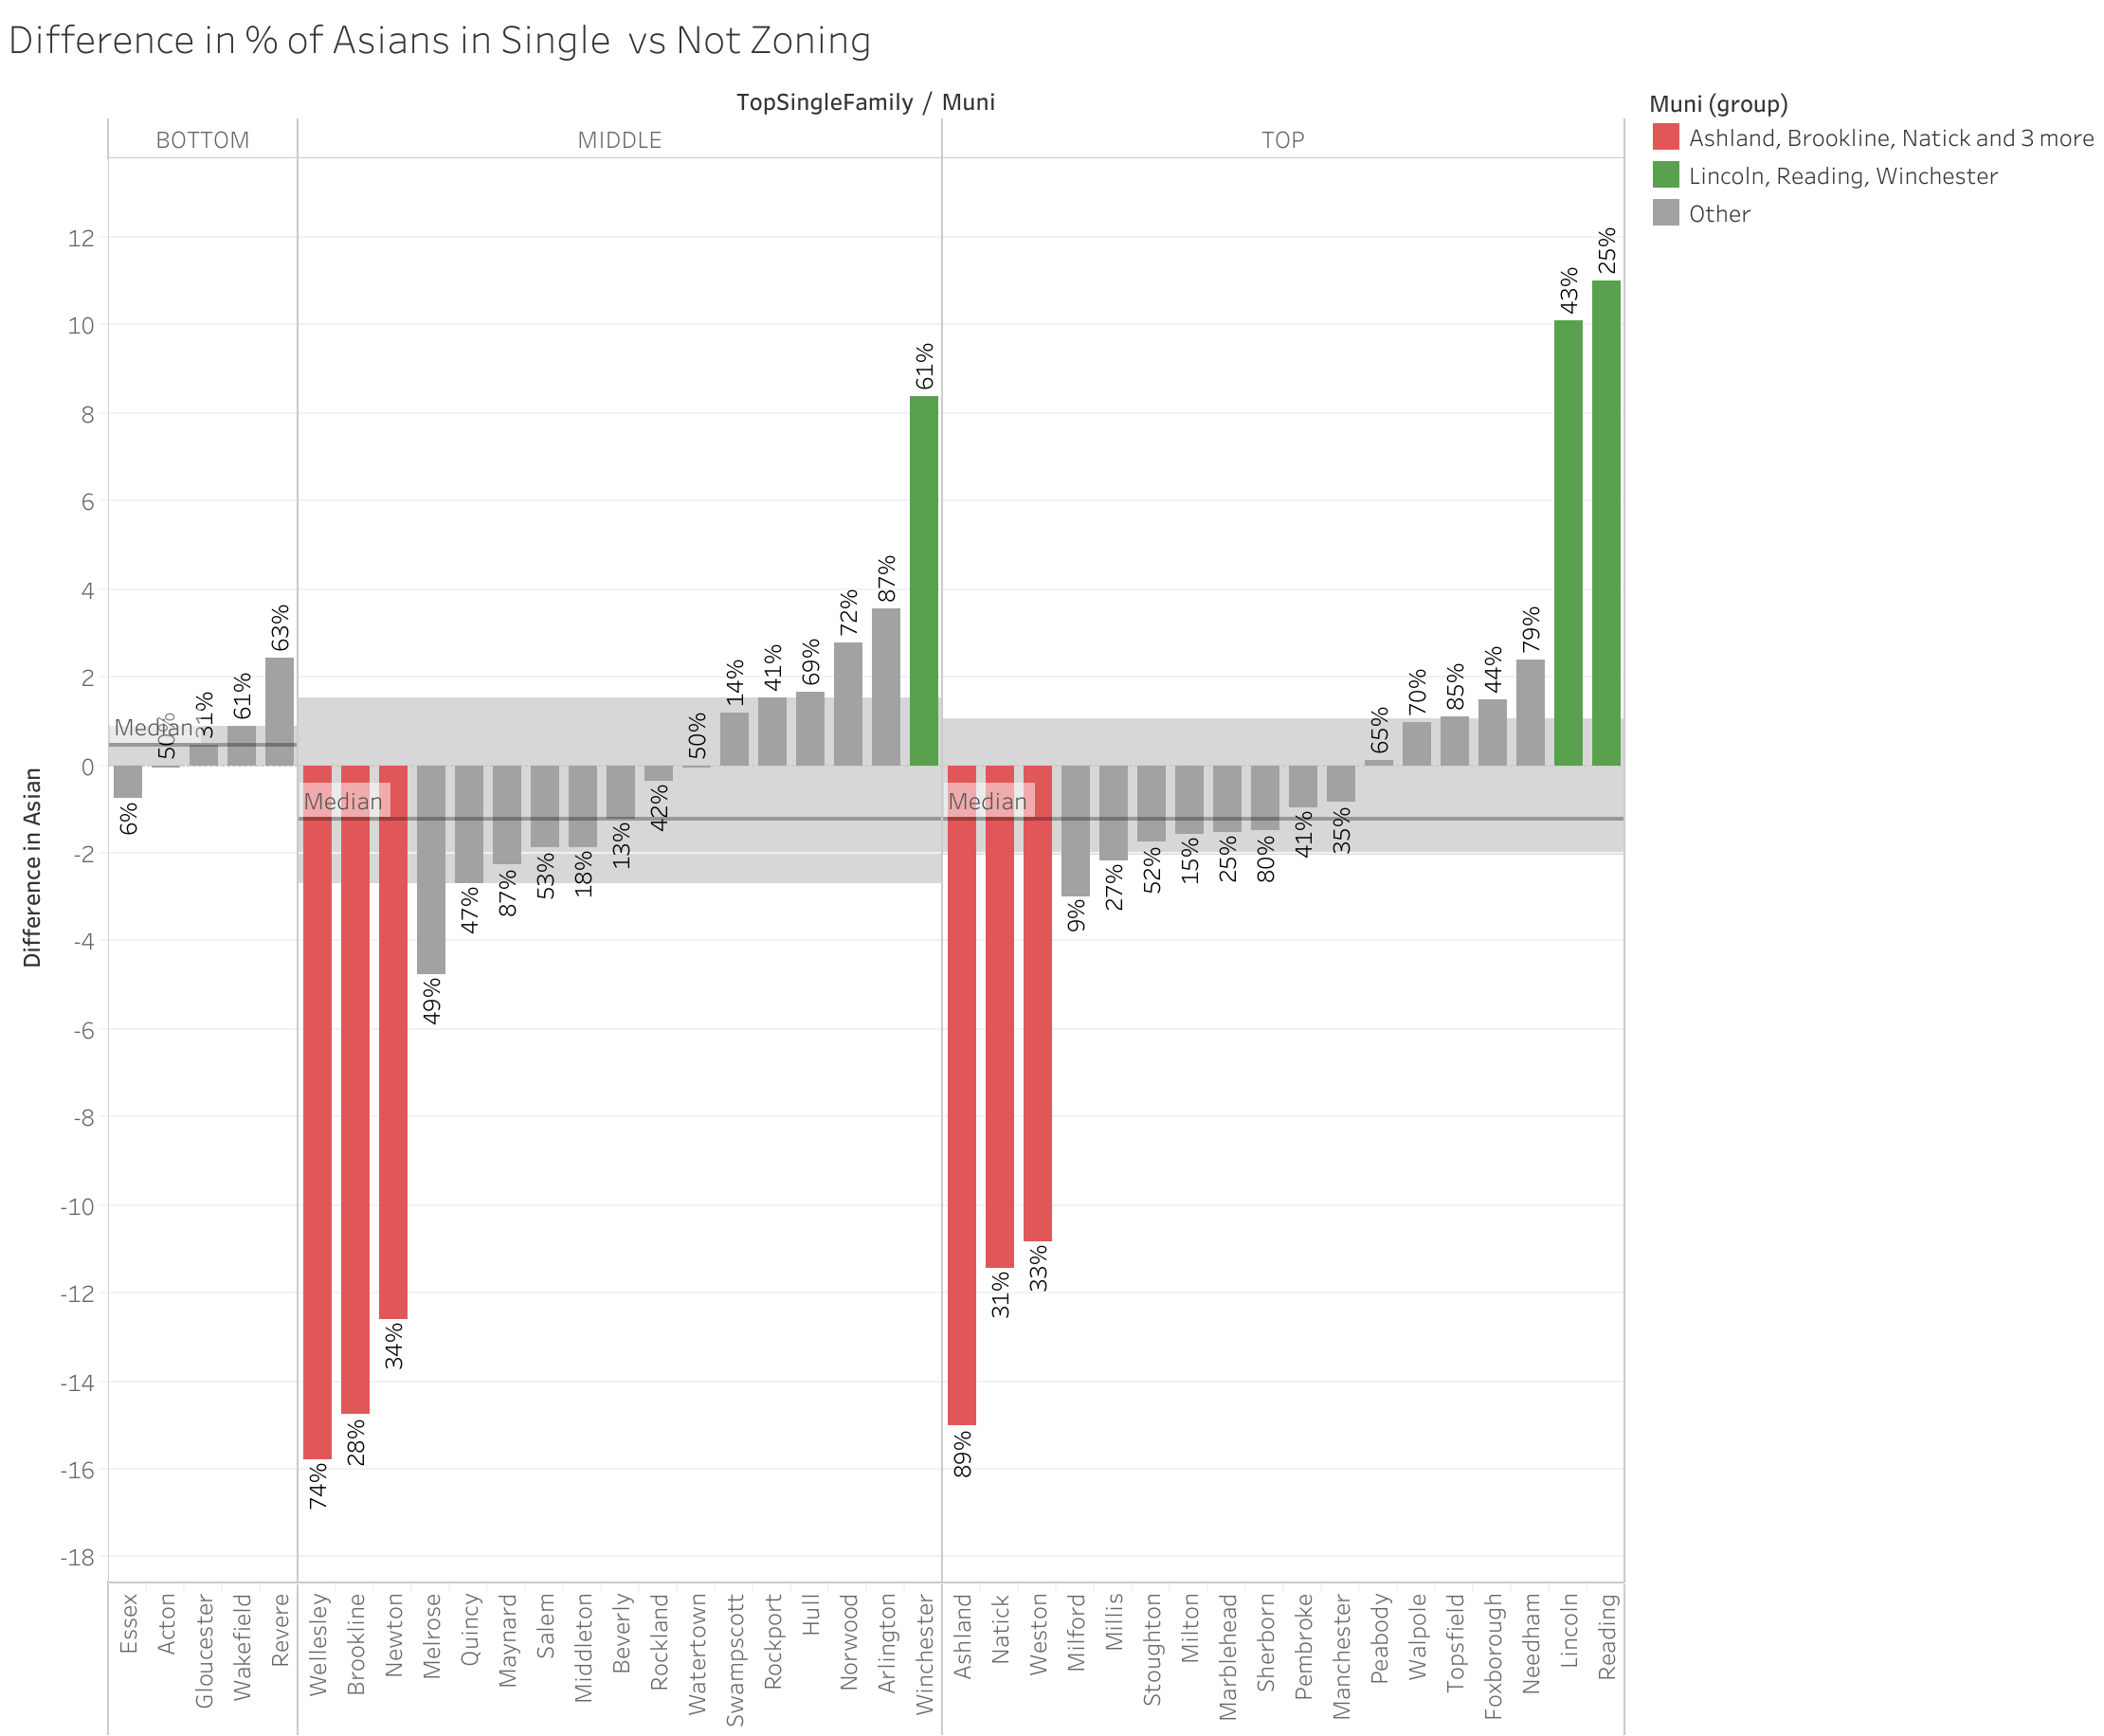 Difference in % of Asians in Single  vs Not Zoning
TopSingleFamily / Muni
BOTTOM
MIDDLE
TOP
Muni (group)
Ashland, Brookline, Natick and 3 more
Lincoln, Reading, Winchester
Other
Difference in Asian
12
10
8
6
4
2
0
-2
-4
-6
-8
-10
-12
-14
-16
-18
Median
Median
Median
6%
50%
31%
61%
63%
74%
28%
34%
49%
47%
87%
53%
18%
13%
42%
50%
14%
41%
69%
72%
87%
61%
89%
31%
33%
9%
27%
52%
15%
25%
80%
41%
35%
65%
70%
85%
44%
79%
43%
25%
Essex
Acton
Gloucester
Wakefield
Revere
Wellesley
Brookline
Newton
Melrose
Quincy
Maynard
Salem
Middleton
Beverly
Rockland
Watertown
Swampscott
Rockport
Hull
Norwood
Arlington
Winchester
Ashland
Natick
Weston
Milford
Millis
Stoughton
Milton
Marblehead
Sherborn
Pembroke
Manchester
Peabody
Walpole
Topsfield
Foxborough
Needham
Lincoln
Reading